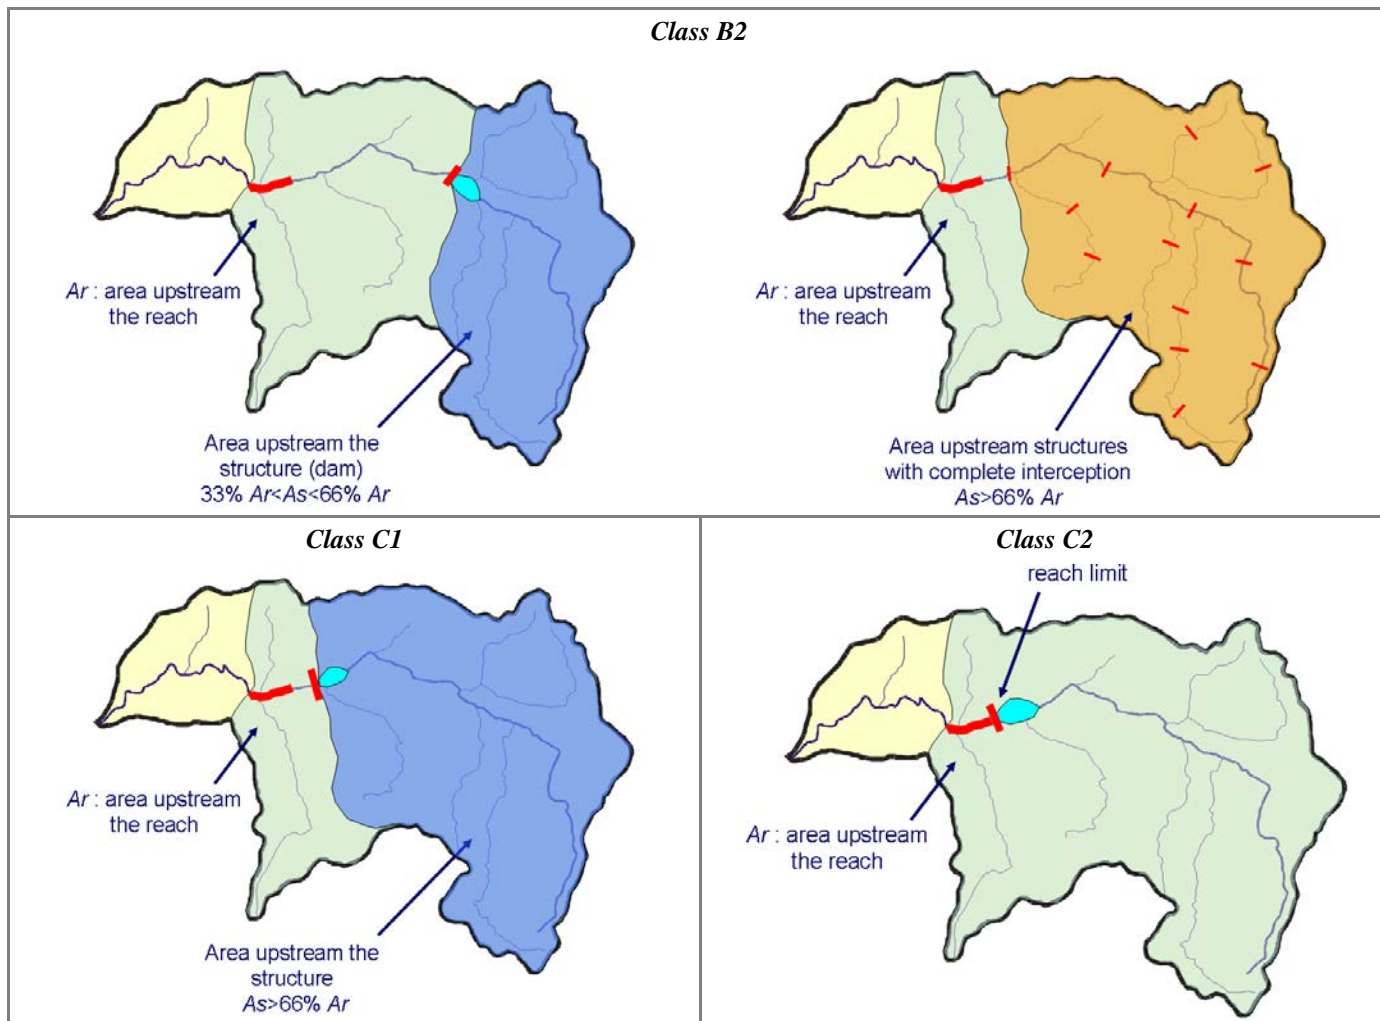 Class B2
Ar : area upstream
the reach
Area upstream the
structure (dam)
33% Ar<As<66% Ar
Ar : area upstream
the reach
Area upstream structures
with complete interception
As>66% Ar
Class C1
Ar : area upstream
the reach
Area upstream the
structure
As>66% Ar
Class C2
reach limit
Ar : area upstream
the reach